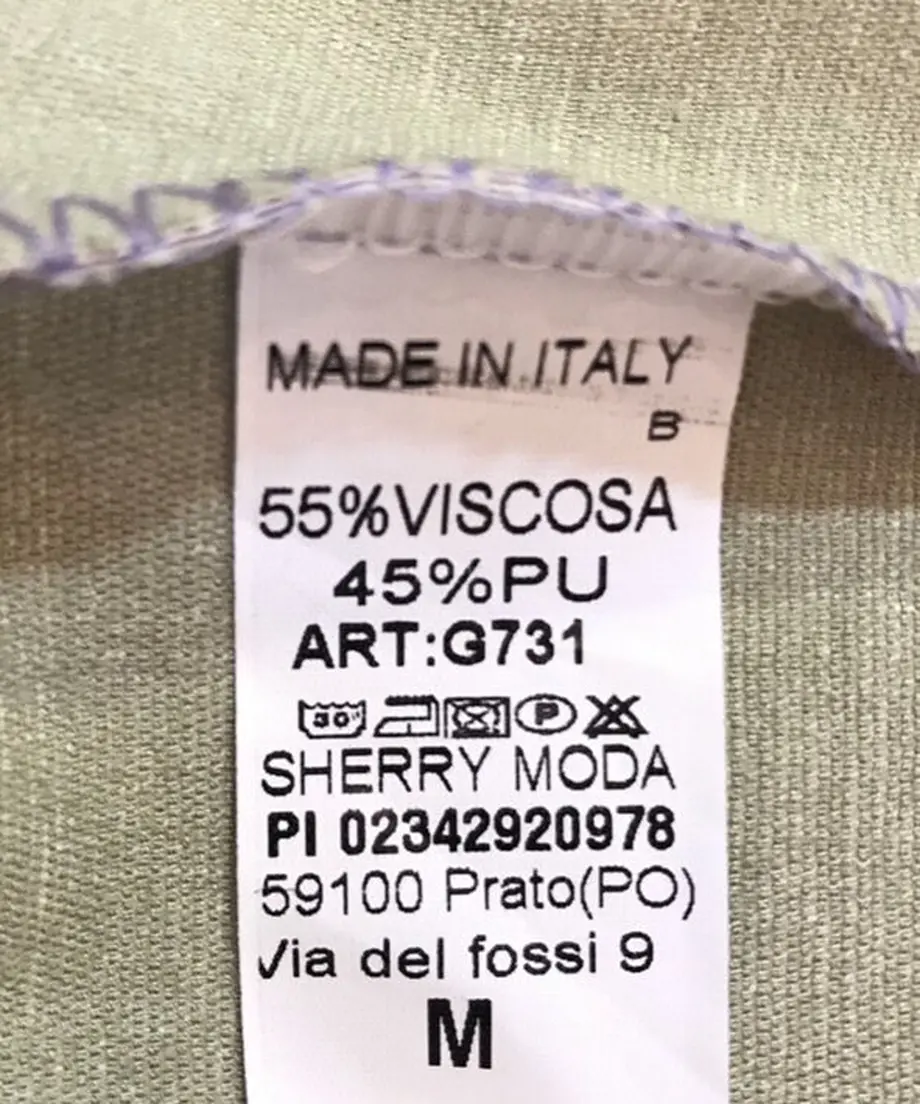 MADE IN ITALY
B
55%VISCOSA
45%PU
ART:G731
30°
P
SHERRY MODA
PI 02342920978
59100 Prato(PO)
Via del fossi 9
M